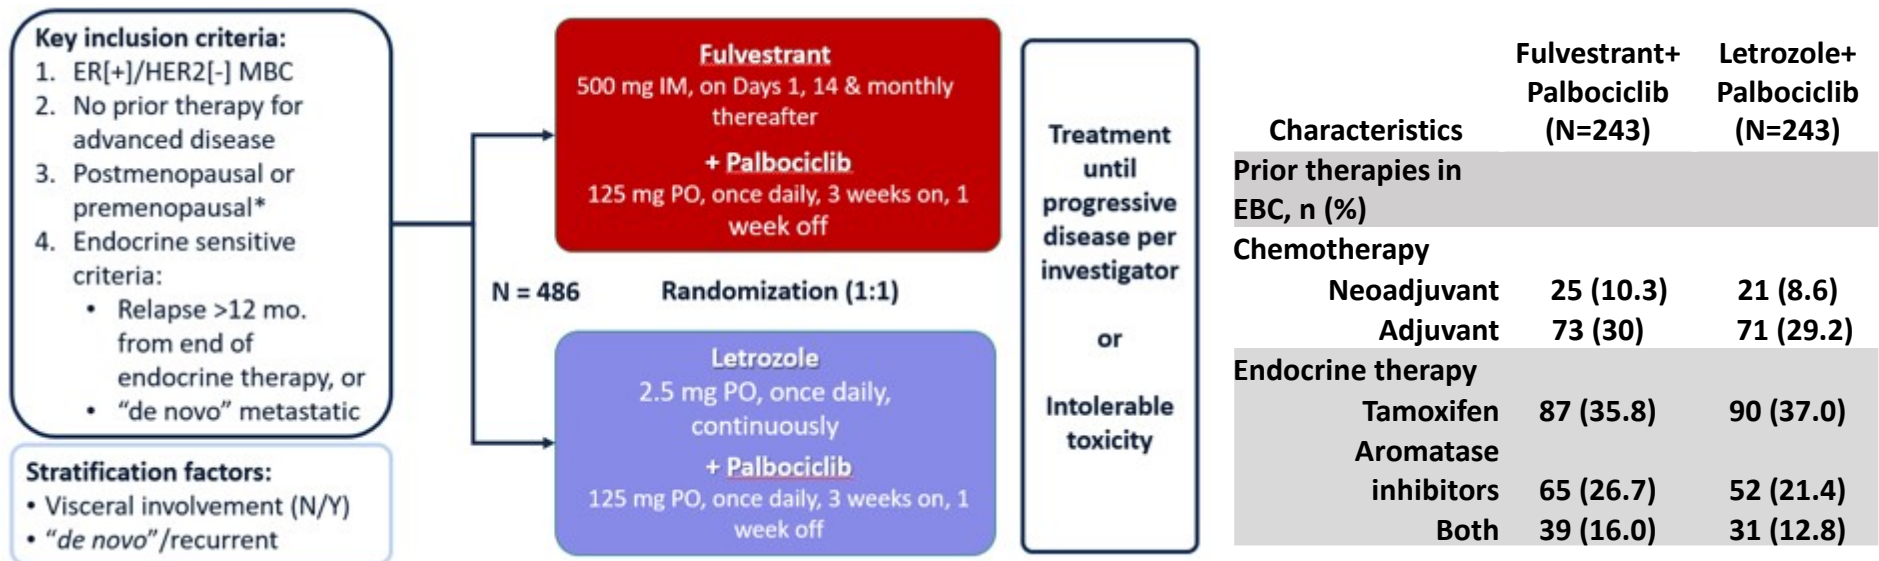 Key inclusion criteria:
1. ER[+]/HER2[-] MBC
2. No prior therapy for
advanced disease
3. Postmenopausal or
premenopausal*
4. Endocrine sensitive
criteria:
• Relapse >12 mo.
from end of
endocrine therapy, or
• “de novo” metastatic
Stratification factors:
• Visceral involvement (N/Y)
• “de novo”/recurrent
N = 486
Fulvestrant
500 mg IM, on Days 1, 14 & monthly
thereafter
+ Palbociclib
125 mg PO, once daily, 3 weeks on, 1
week off
Randomization (1:1)
Letrozole
2.5 mg PO, once daily,
continuously
+ Palbociclib
125 mg PO, once daily, 3 weeks on, 1
week off
Treatment
until
progressive
disease per
investigator
or
Intolerable
toxicity
Fulvestrant+ Letrozole+
Palbociclib Palbociclib
Characteristics (N=243) (N=243)
Prior therapies in
EBC, n (%)
Chemotherapy
Neoadjuvant 25 (10.3) 21 (8.6)
Adjuvant 73 (30) 71 (29.2)
Endocrine therapy
Tamoxifen 87 (35.8) 90 (37.0)
Aromatase
inhibitors 65 (26.7) 52 (21.4)
Both 39 (16.0) 31 (12.8)